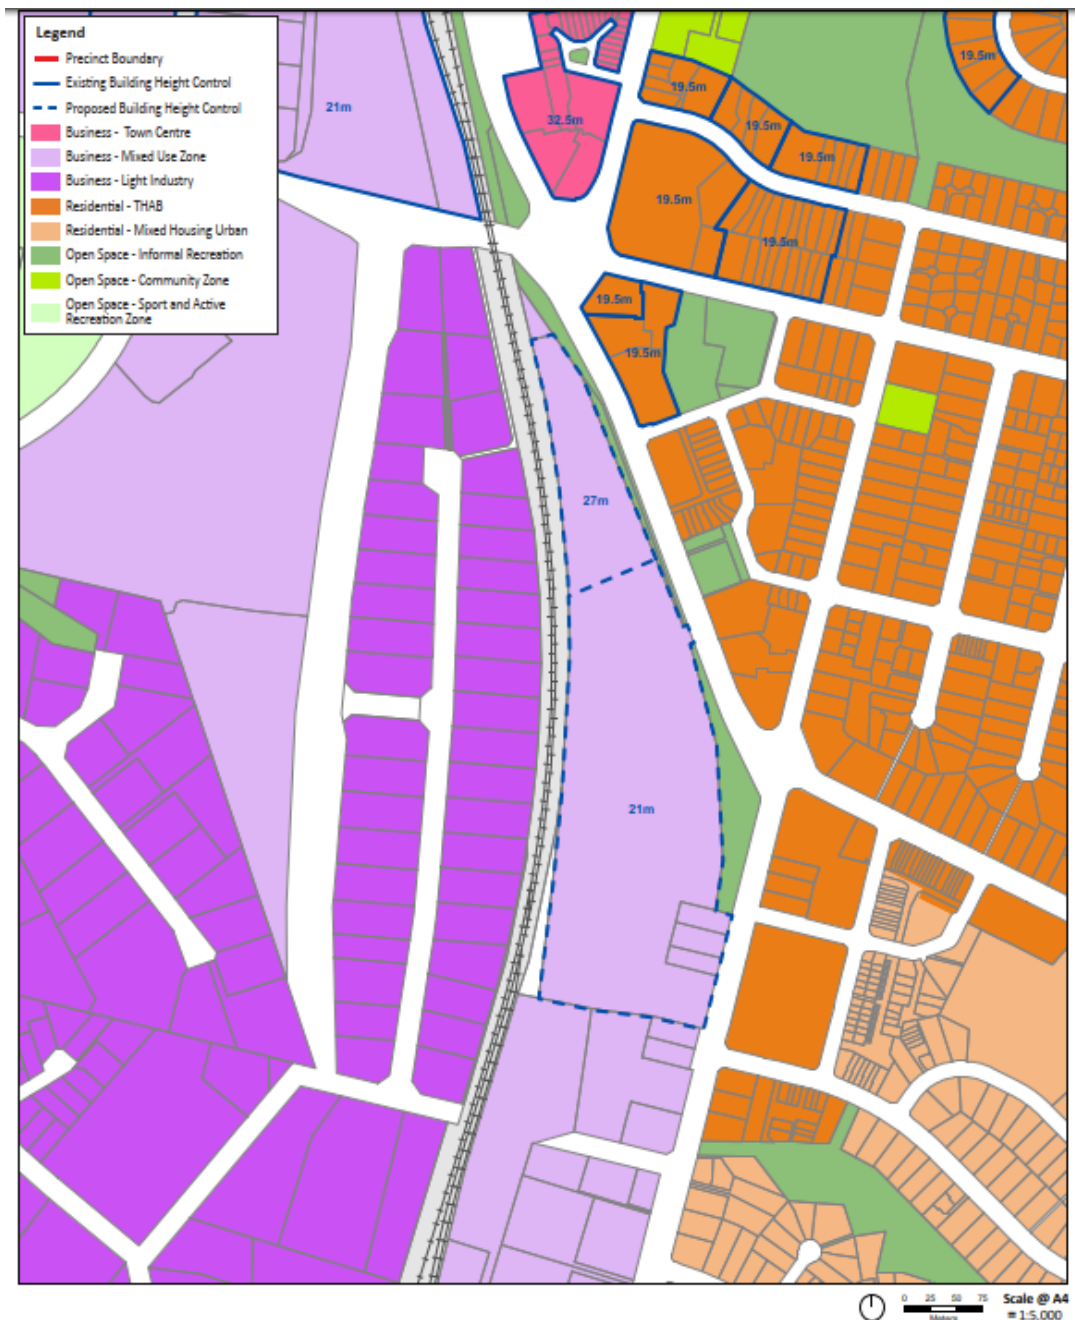 Legend
Precinct Boundary
Existing Building Height Control
Proposed Building Height Control
Business - Town Centre
Business - Mixed Use Zone
Business - Light Industry
Residential - THAB
Residential - Mixed Housing Urban
Open Space - Informal Recreation
Open Space - Community Zone
Open Space - Sport and Active
Recreation Zone
21m
32.5m
19.5m
19.5m
19.5m
19.5m
19.5m
19.5m
19.5m
19.5m
27m
21m
0 25 50 75
Meters
Scale @ A4
= 1:5,000